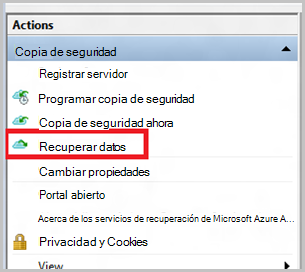 Actions
Copia de seguridad
Registrar servidor
Programar copia de seguridad
Copia de seguridad ahora
Recuperar datos
Cambiar propiedades
Portal abierto
Acerca de los servicios de recuperación de Microsoft Azure A...
Privacidad y Cookies
View